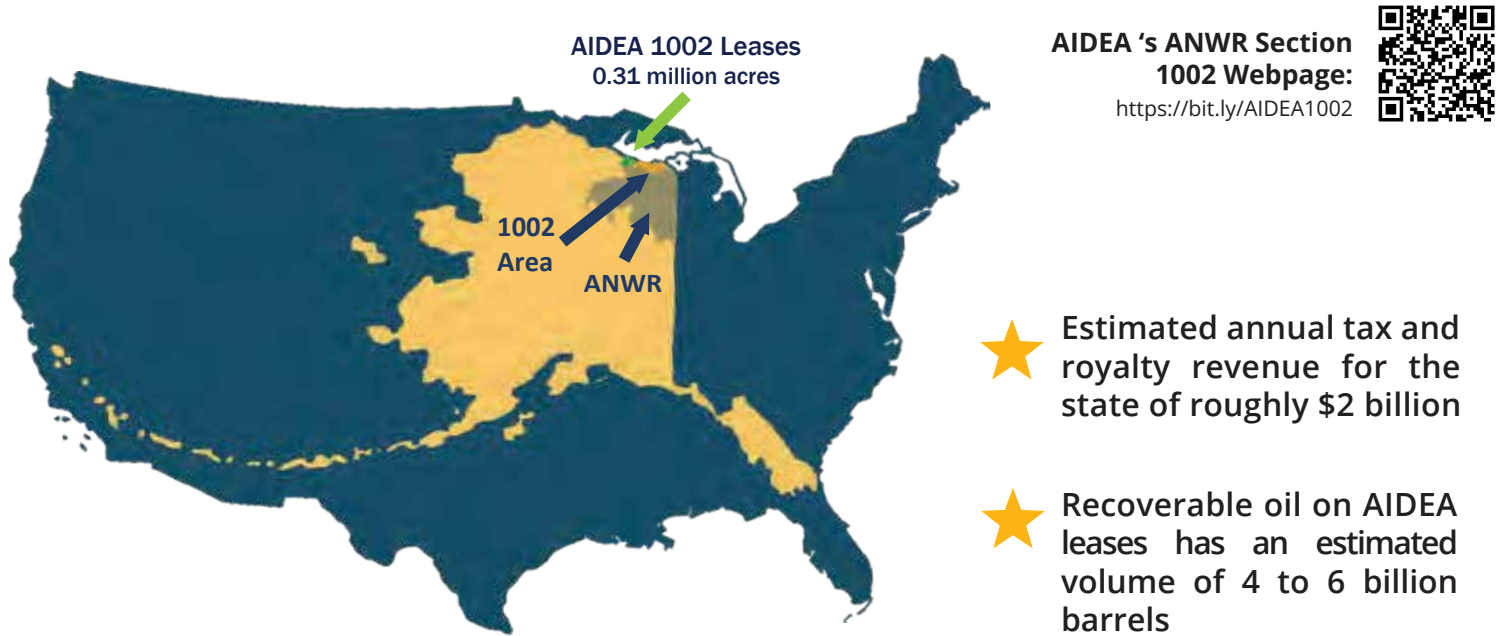 AIDEA 1002 Leases
0.31 million acres
1002
Area
ANWR
AIDEA ‘s ANWR Section
1002 Webpage:
https://bit.ly/AIDEA1002
Estimated annual tax and
royalty revenue for the
state of roughly $2 billion
Recoverable oil on AIDEA
leases has an estimated
volume of 4 to 6 billion
barrels